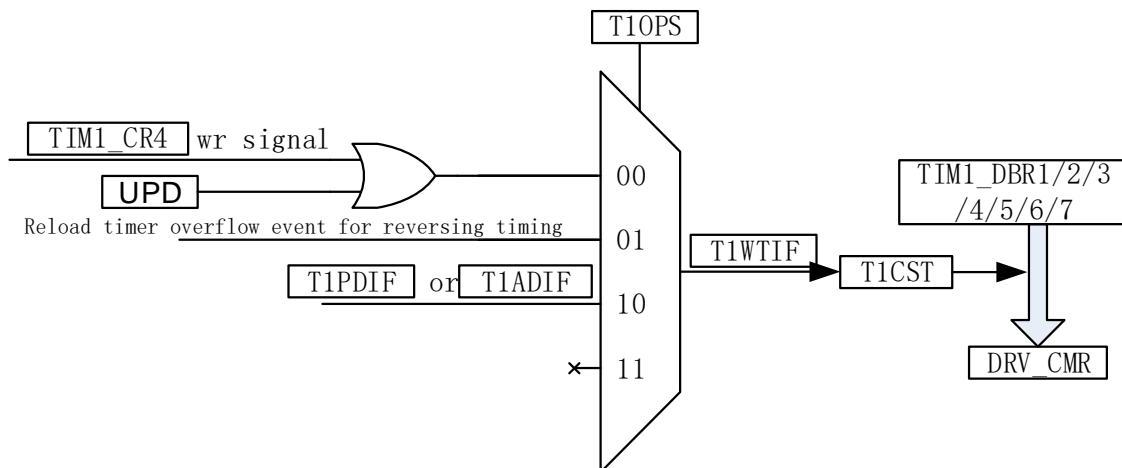 T1OPS
TIM1_CR4 wr signal
UPD
00
Reload timer overflow event for reversing timing
01
T1PDIF or T1ADIF
10
11
T1WTIF
T1CST
TIM1_DBR1/2/3
/4/5/6/7
DRV_CMR